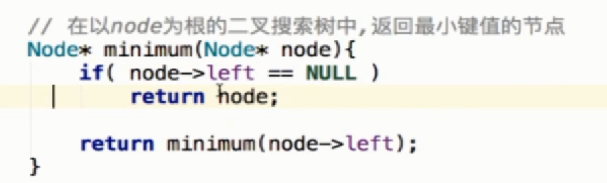 // 在以node为根的二叉搜索树中,返回最小键值的节点
Node* minimum(Node* node){
    if( node->left == NULL )
        return node;
    return minimum(node->left);
}